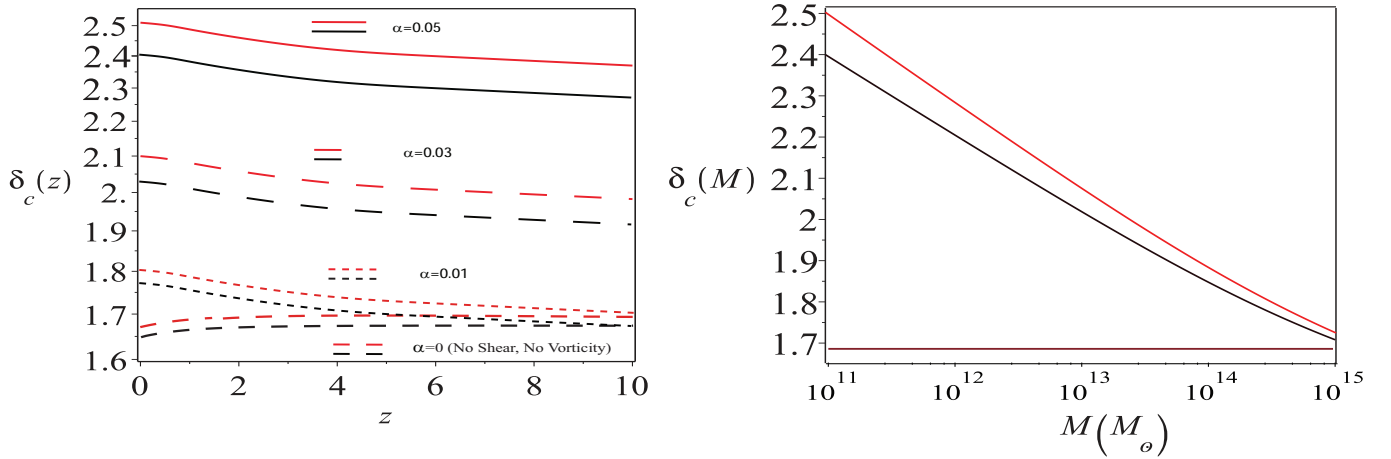 2.5
2.4
2.3
2.2
2.1
2.
1.9
1.8
1.7
1.6
δ_c(z)
α=0.05
α=0.03
α=0.01
α=0 (No Shear, No Vorticity)
0 2 4 6 8 10
z
2.5
2.4
2.3
2.2
2.1
2
1.9
1.8
1.7
δ_c(M)
10^11 10^12 10^13 10^14 10^15
M(M_⊙)